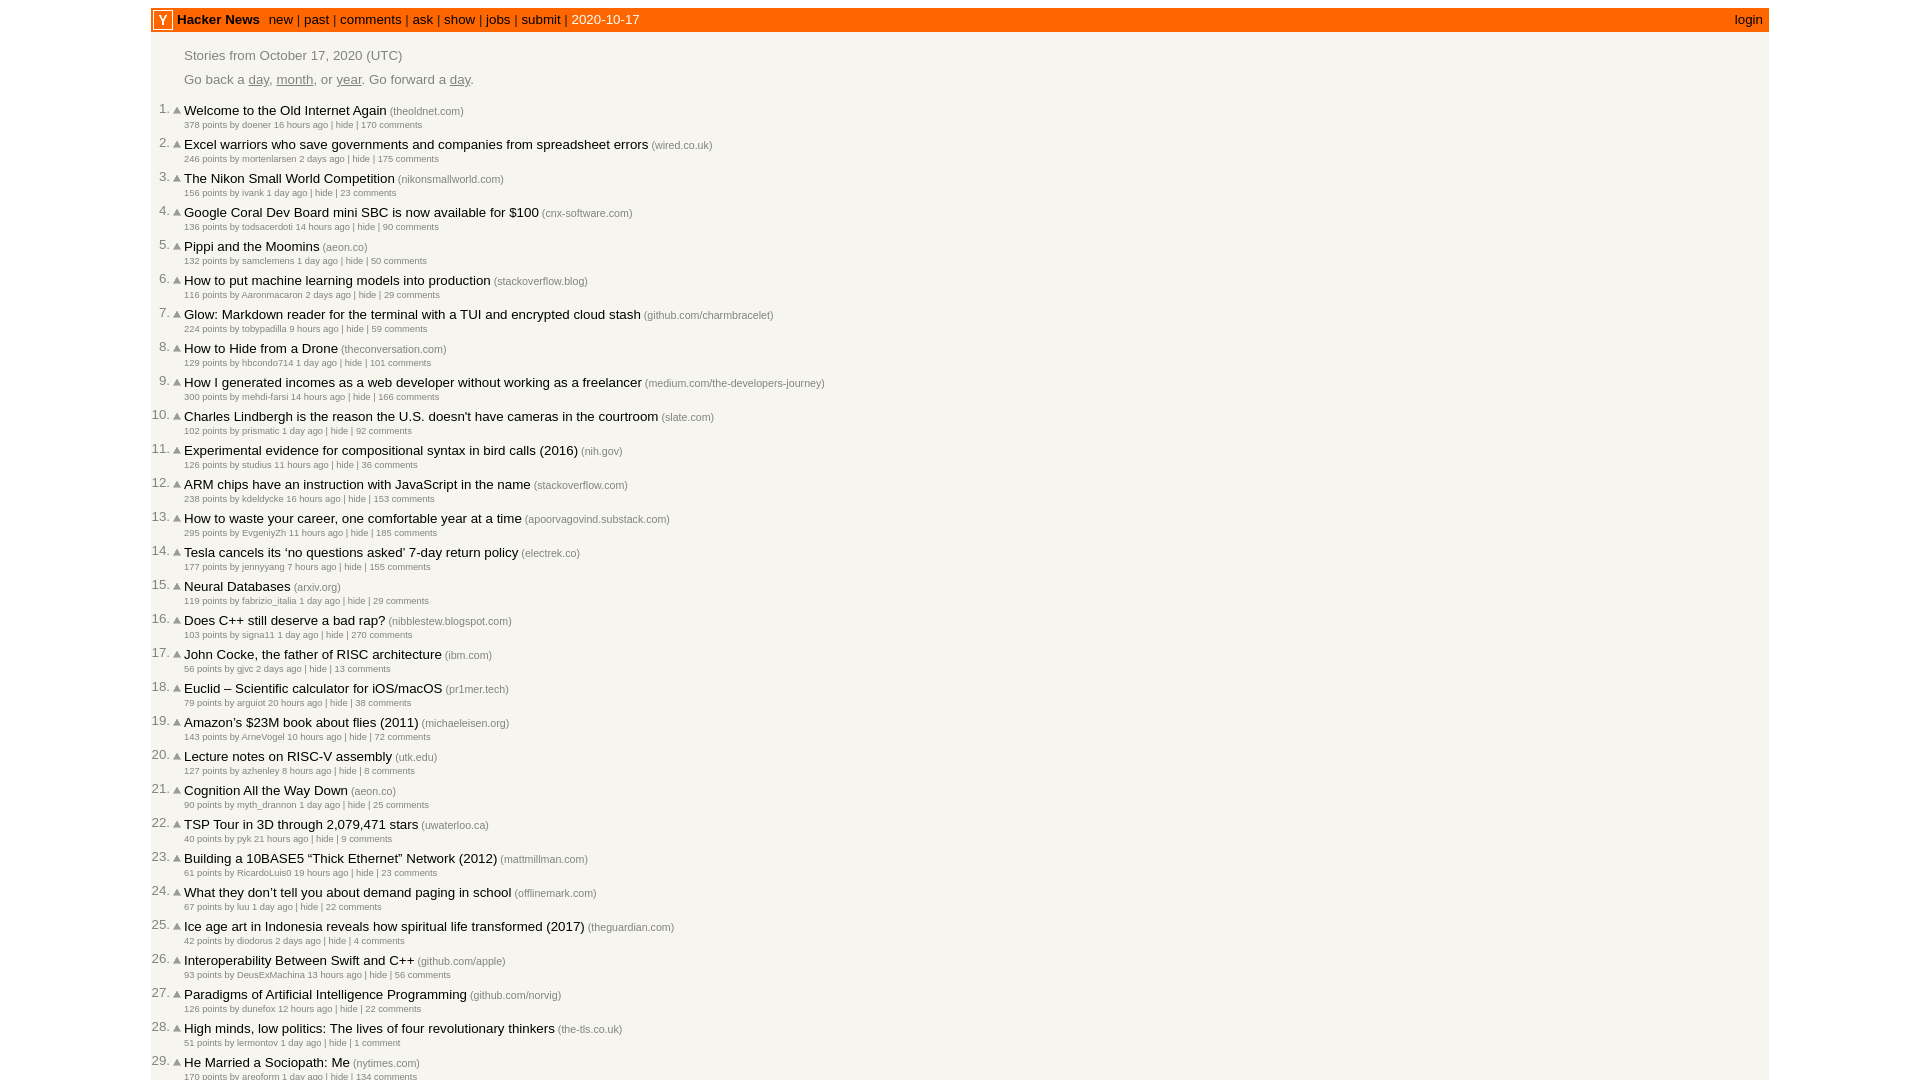 Y Hacker News new | past | comments | ask | show | jobs | submit | 2020-10-17 login
Stories from October 17, 2020 (UTC)
Go back a day, month, or year. Go forward a day.
1. Welcome to the Old Internet Again (theoldnet.com)
378 points by doener 16 hours ago | hide | 170 comments
2. Excel warriors who save governments and companies from spreadsheet errors (wired.co.uk)
246 points by mortenlarsen 2 days ago | hide | 175 comments
3. The Nikon Small World Competition (nikonsmallworld.com)
156 points by ivank 1 day ago | hide | 23 comments
4. Google Coral Dev Board mini SBC is now available for $100 (cnx-software.com)
136 points by todsacerdoti 14 hours ago | hide | 90 comments
5. Pippi and the Moomins (aeon.co)
132 points by samclemens 1 day ago | hide | 50 comments
6. How to put machine learning models into production (stackoverflow.blog)
116 points by Aaronmacaron 2 days ago | hide | 29 comments
7. Glow: Markdown reader for the terminal with a TUI and encrypted cloud stash (github.com/charmbracelet)
224 points by tobypadilla 9 hours ago | hide | 59 comments
8. How to Hide from a Drone (theconversation.com)
129 points by hbcondo714 1 day ago | hide | 101 comments
9. How I generated incomes as a web developer without working as a freelancer (medium.com/the-developers-journey)
300 points by mehdi-farsi 14 hours ago | hide | 166 comments
10. Charles Lindbergh is the reason the U.S. doesn't have cameras in the courtroom (slate.com)
102 points by prismatic 1 day ago | hide | 92 comments
11. Experimental evidence for compositional syntax in bird calls (2016) (nih.gov)
126 points by studius 11 hours ago | hide | 36 comments
12. ARM chips have an instruction with JavaScript in the name (stackoverflow.com)
238 points by kdeldycke 16 hours ago | hide | 153 comments
13. How to waste your career, one comfortable year at a time (apoorvagovind.substack.com)
295 points by EvgeniyZh 11 hours ago | hide | 185 comments
14. Tesla cancels its ‘no questions asked’ 7-day return policy (electrek.co)
177 points by jennyyang 7 hours ago | hide | 155 comments
15. Neural Databases (arxiv.org)
119 points by fabrizio_italia 1 day ago | hide | 29 comments
16. Does C++ still deserve a bad rap? (nibblestew.blogspot.com)
103 points by signa11 1 day ago | hide | 270 comments
17. John Cocke, the father of RISC architecture (ibm.com)
56 points by gjvc 2 days ago | hide | 13 comments
18. Euclid – Scientific calculator for iOS/macOS (pr1mer.tech)
79 points by arguiot 20 hours ago | hide | 38 comments
19. Amazon’s $23M book about flies (2011) (michaeleisen.org)
143 points by ArneVogel 10 hours ago | hide | 72 comments
20. Lecture notes on RISC-V assembly (utk.edu)
127 points by azhenley 8 hours ago | hide | 8 comments
21. Cognition All the Way Down (aeon.co)
90 points by myth_drannon 1 day ago | hide | 25 comments
22. TSP Tour in 3D through 2,079,471 stars (uwaterloo.ca)
40 points by pyk 21 hours ago | hide | 9 comments
23. Building a 10BASE5 “Thick Ethernet” Network (2012) (mattmillman.com)
61 points by RicardoLuis0 19 hours ago | hide | 23 comments
24. What they don’t tell you about demand paging in school (offlinemark.com)
67 points by luu 1 day ago | hide | 22 comments
25. Ice age art in Indonesia reveals how spiritual life transformed (2017) (theguardian.com)
42 points by diodorus 2 days ago | hide | 4 comments
26. Interoperability Between Swift and C++ (github.com/apple)
93 points by DeusExMachina 13 hours ago | hide | 56 comments
27. Paradigms of Artificial Intelligence Programming (github.com/norvig)
126 points by dunefox 12 hours ago | hide | 22 comments
28. High minds, low politics: The lives of four revolutionary thinkers (the-tls.co.uk)
51 points by lermontov 1 day ago | hide | 1 comment
29. He Married a Sociopath: Me (nytimes.com)
170 points by areoform 1 day ago | hide | 134 comments